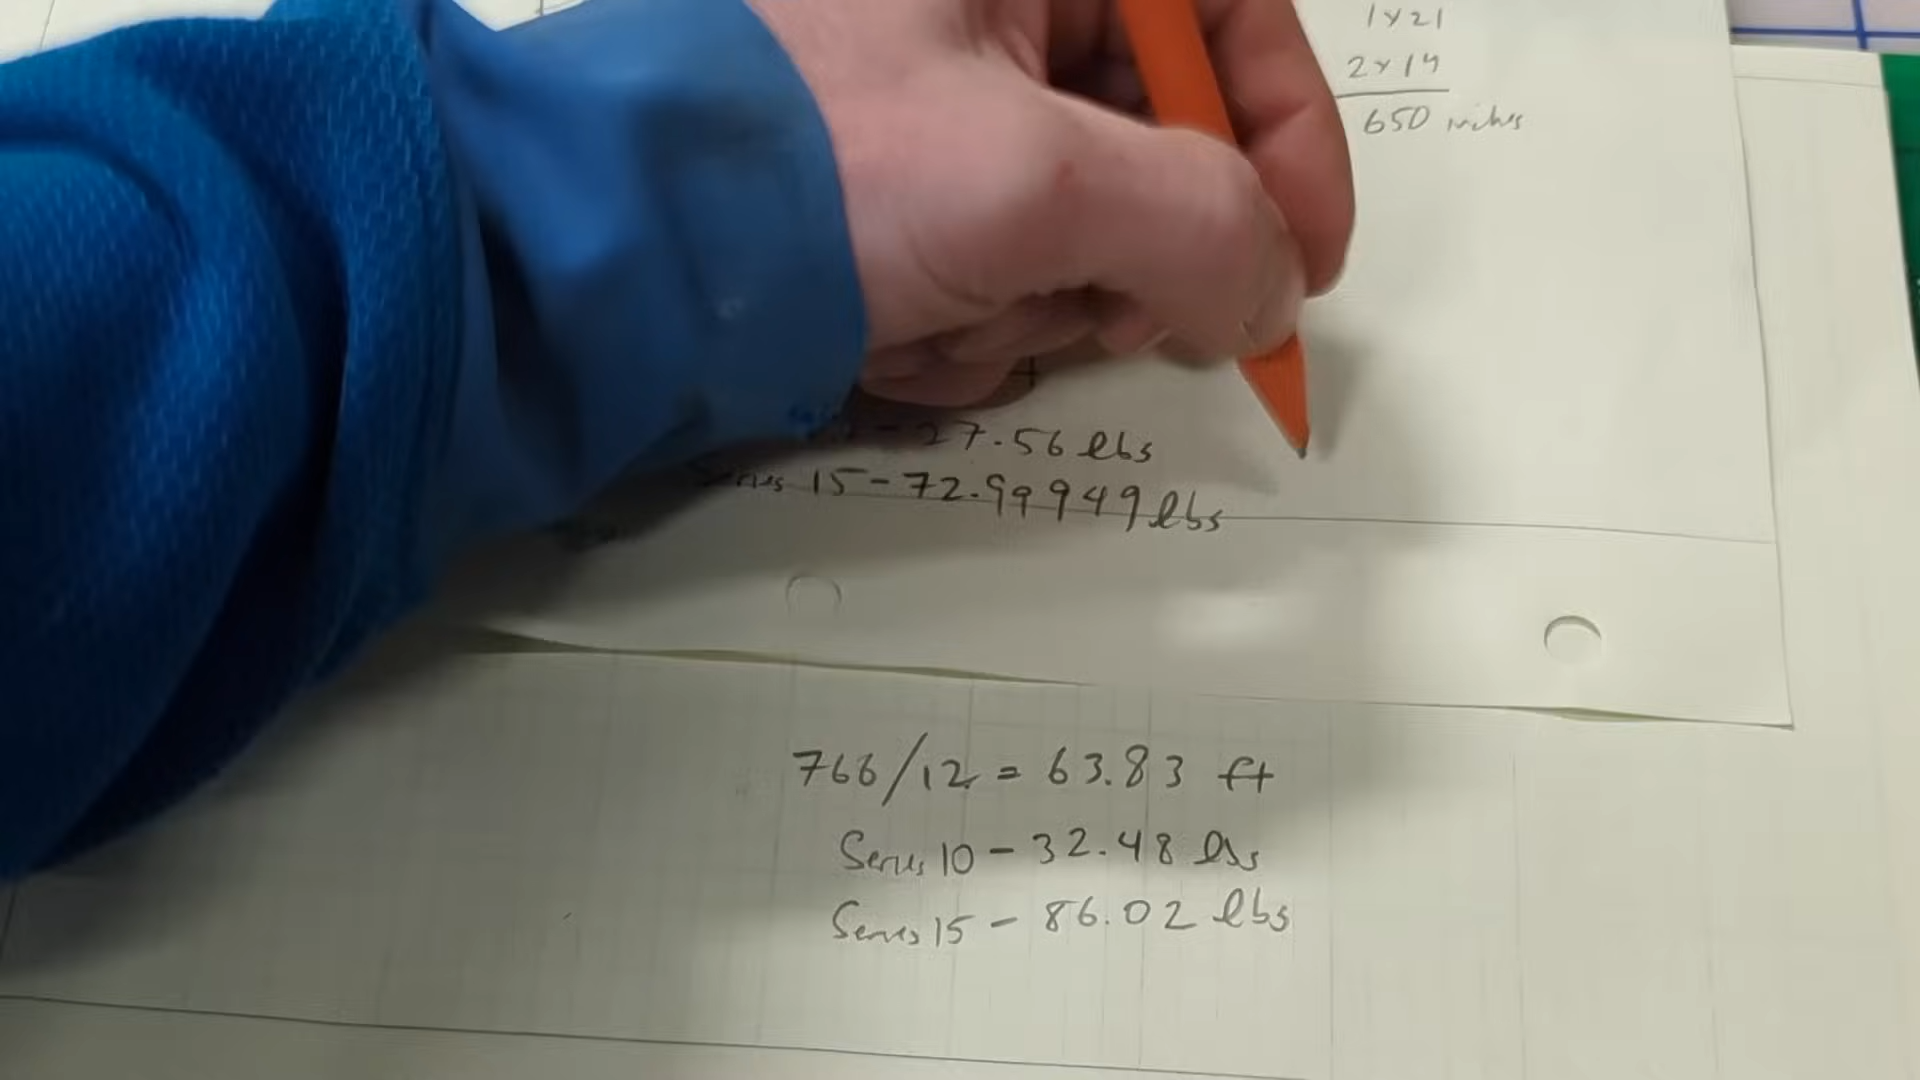 1x21
2x14
650 inches
27.56 lbs
Series 15-72.99949 lbs
766/12 = 63.83 ft
Series 10 - 32.48 lbs
Series 15 - 86.02 lbs